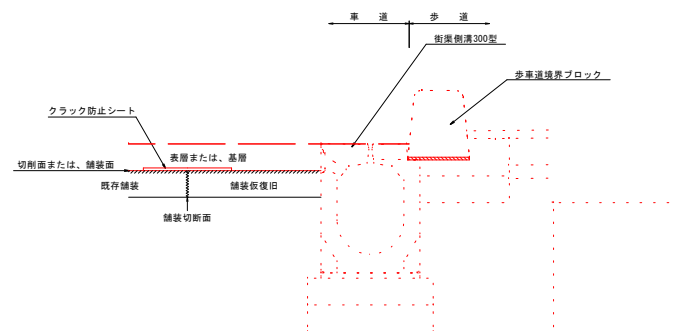 車 道 歩 道
街渠側溝300型
歩車道境界ブロック
クラック防止シート
表層または、基層
切削面または、舗装面
既存舗装 舗装仮復旧
舗装切断面